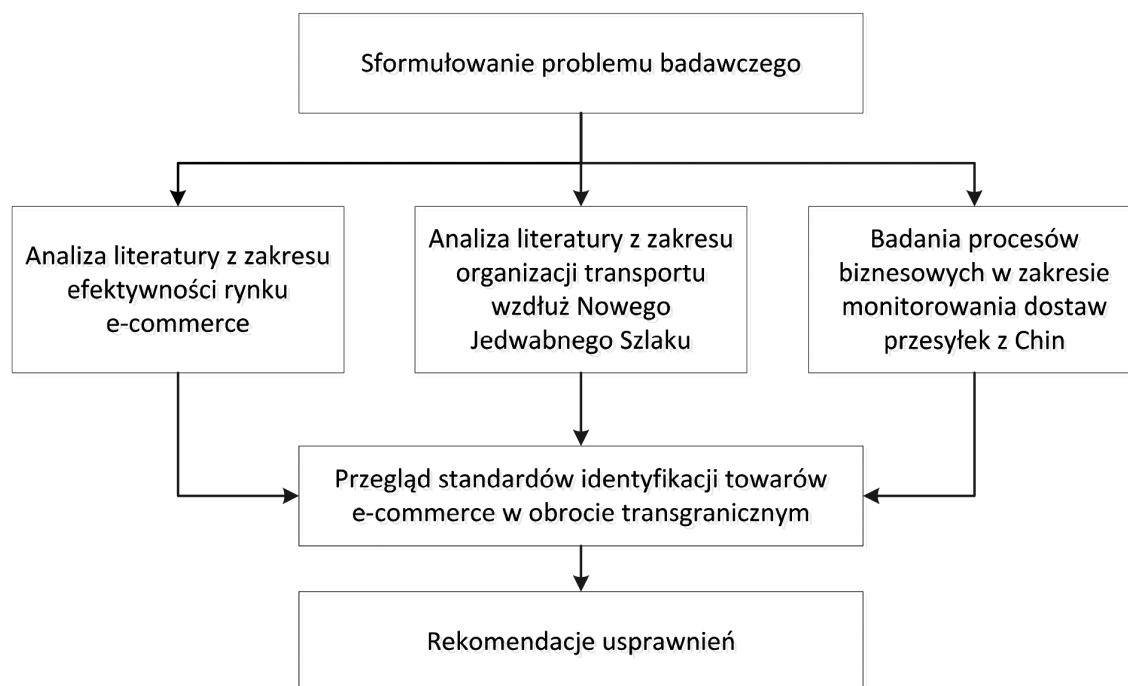 Sformułowanie problemu badawczego
Analiza literatury z zakresu
efektywności rynku
e-commerce
Analiza literatury z zakresu
organizacji transportu
wzdłuż Nowego
Jedwabnego Szlaku
Badania procesów
biznesowych w zakresie
monitorowania dostaw
przesyłek z Chin
Przegląd standardów identyfikacji towarów
e-commerce w obrocie transgranicznym
Rekomendacje usprawnień